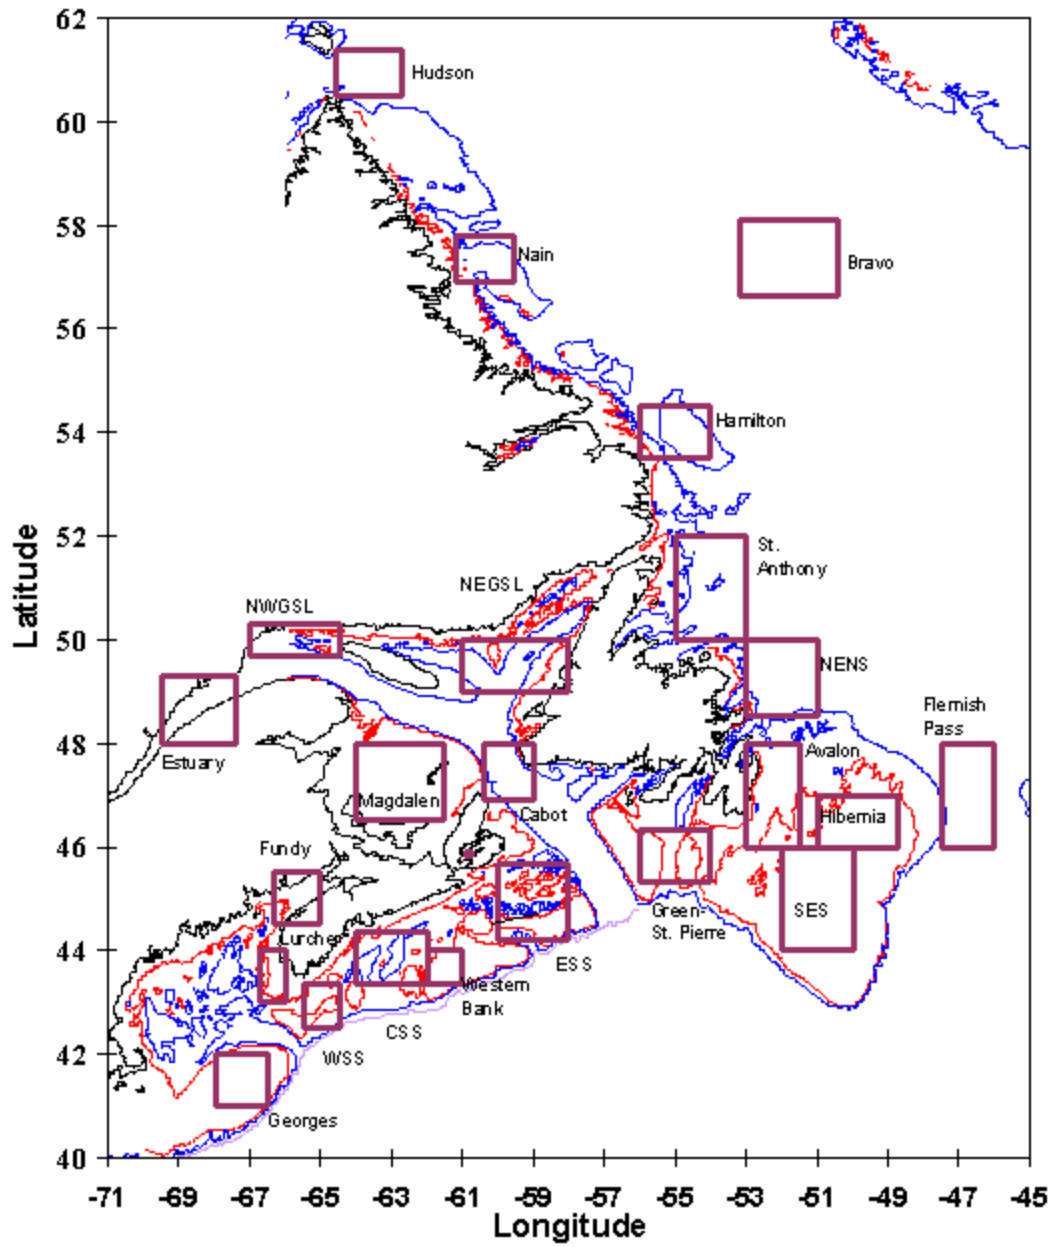 62
Hudson
60
58
Nain
Bravo
56
54
Hamilton
52
St.
Anthony
NEGSL
NWGSL
50
NENS
Flemish
Pass
48
Estuary
Avalon
Magdalen
Cabot
Hibernia
46
Fundy
Green-
St. Pierre
SES
Lurcher
44
ESS
Western
Bank
CSS
WSS
42
Georges
40
-71 -69 -67 -65 -63 -61 -59 -57 -55 -53 -51 -49 -47 -45
Longitude
Latitude